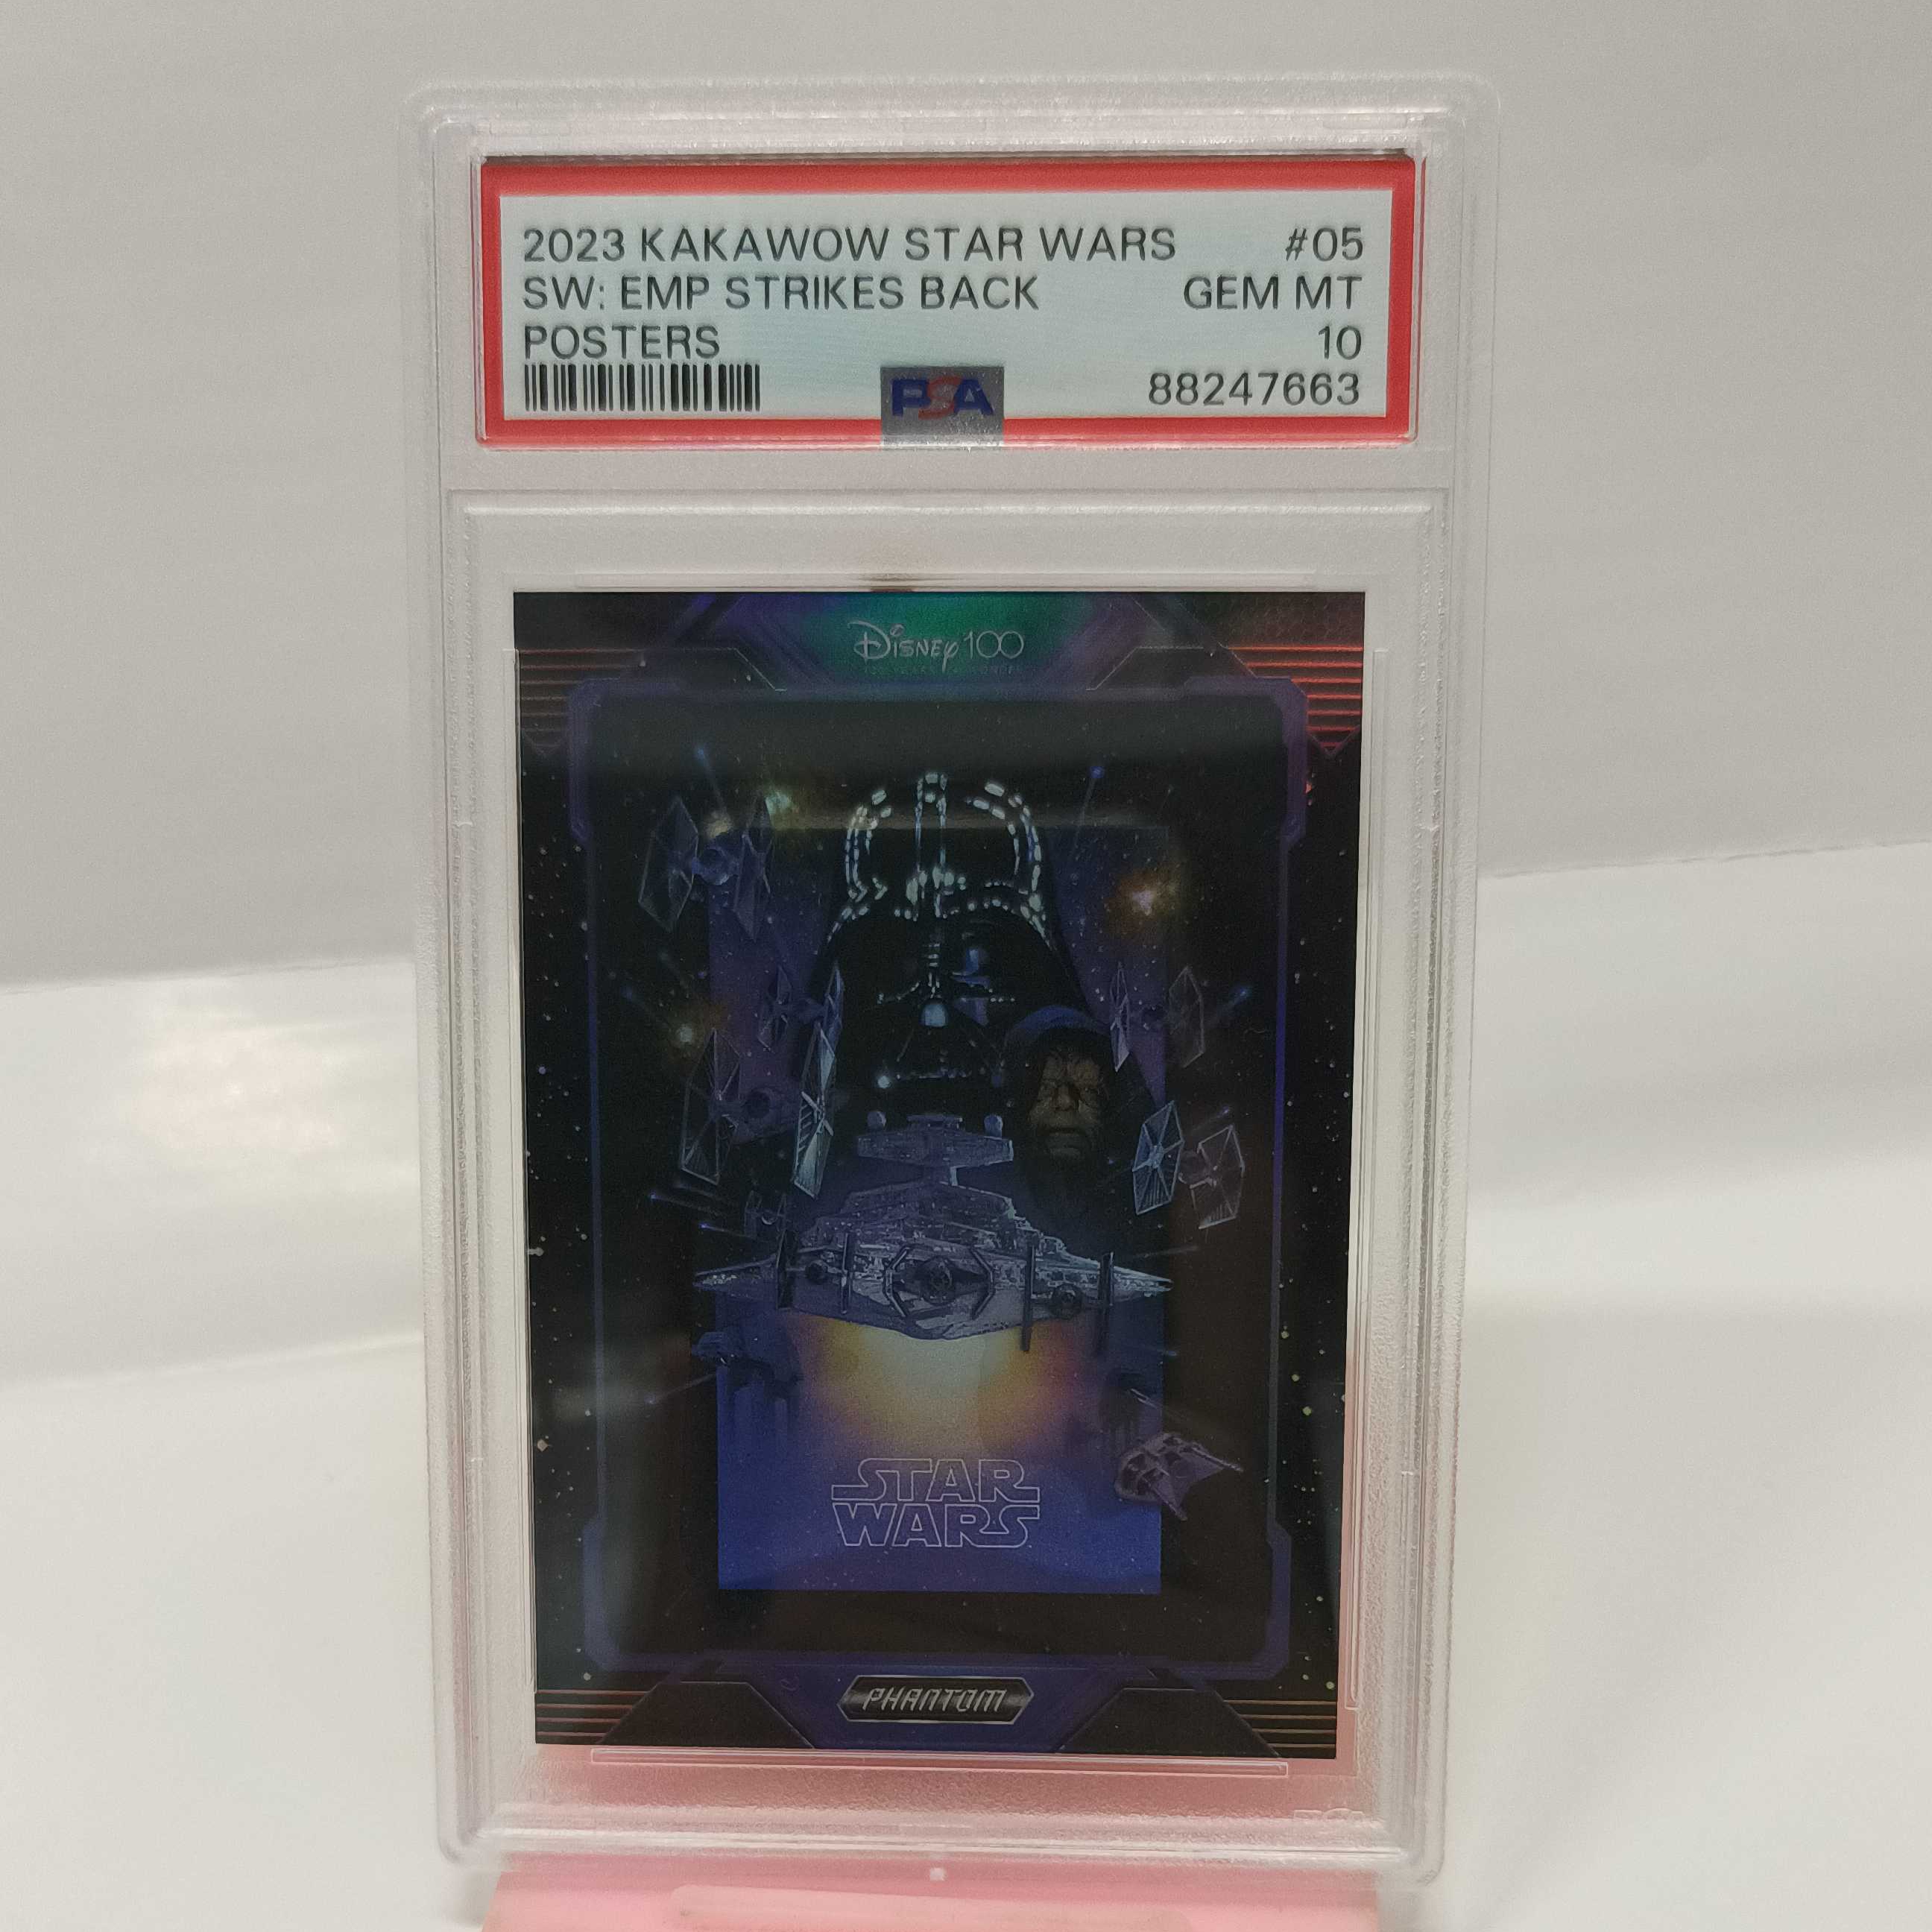 2023 KAKAWOW STAR WARS #05
SW: EMP STRIKES BACK GEM MT
POSTERS 10
PSA 88247663
Disney 100
STAR
WARS
PHANTOM